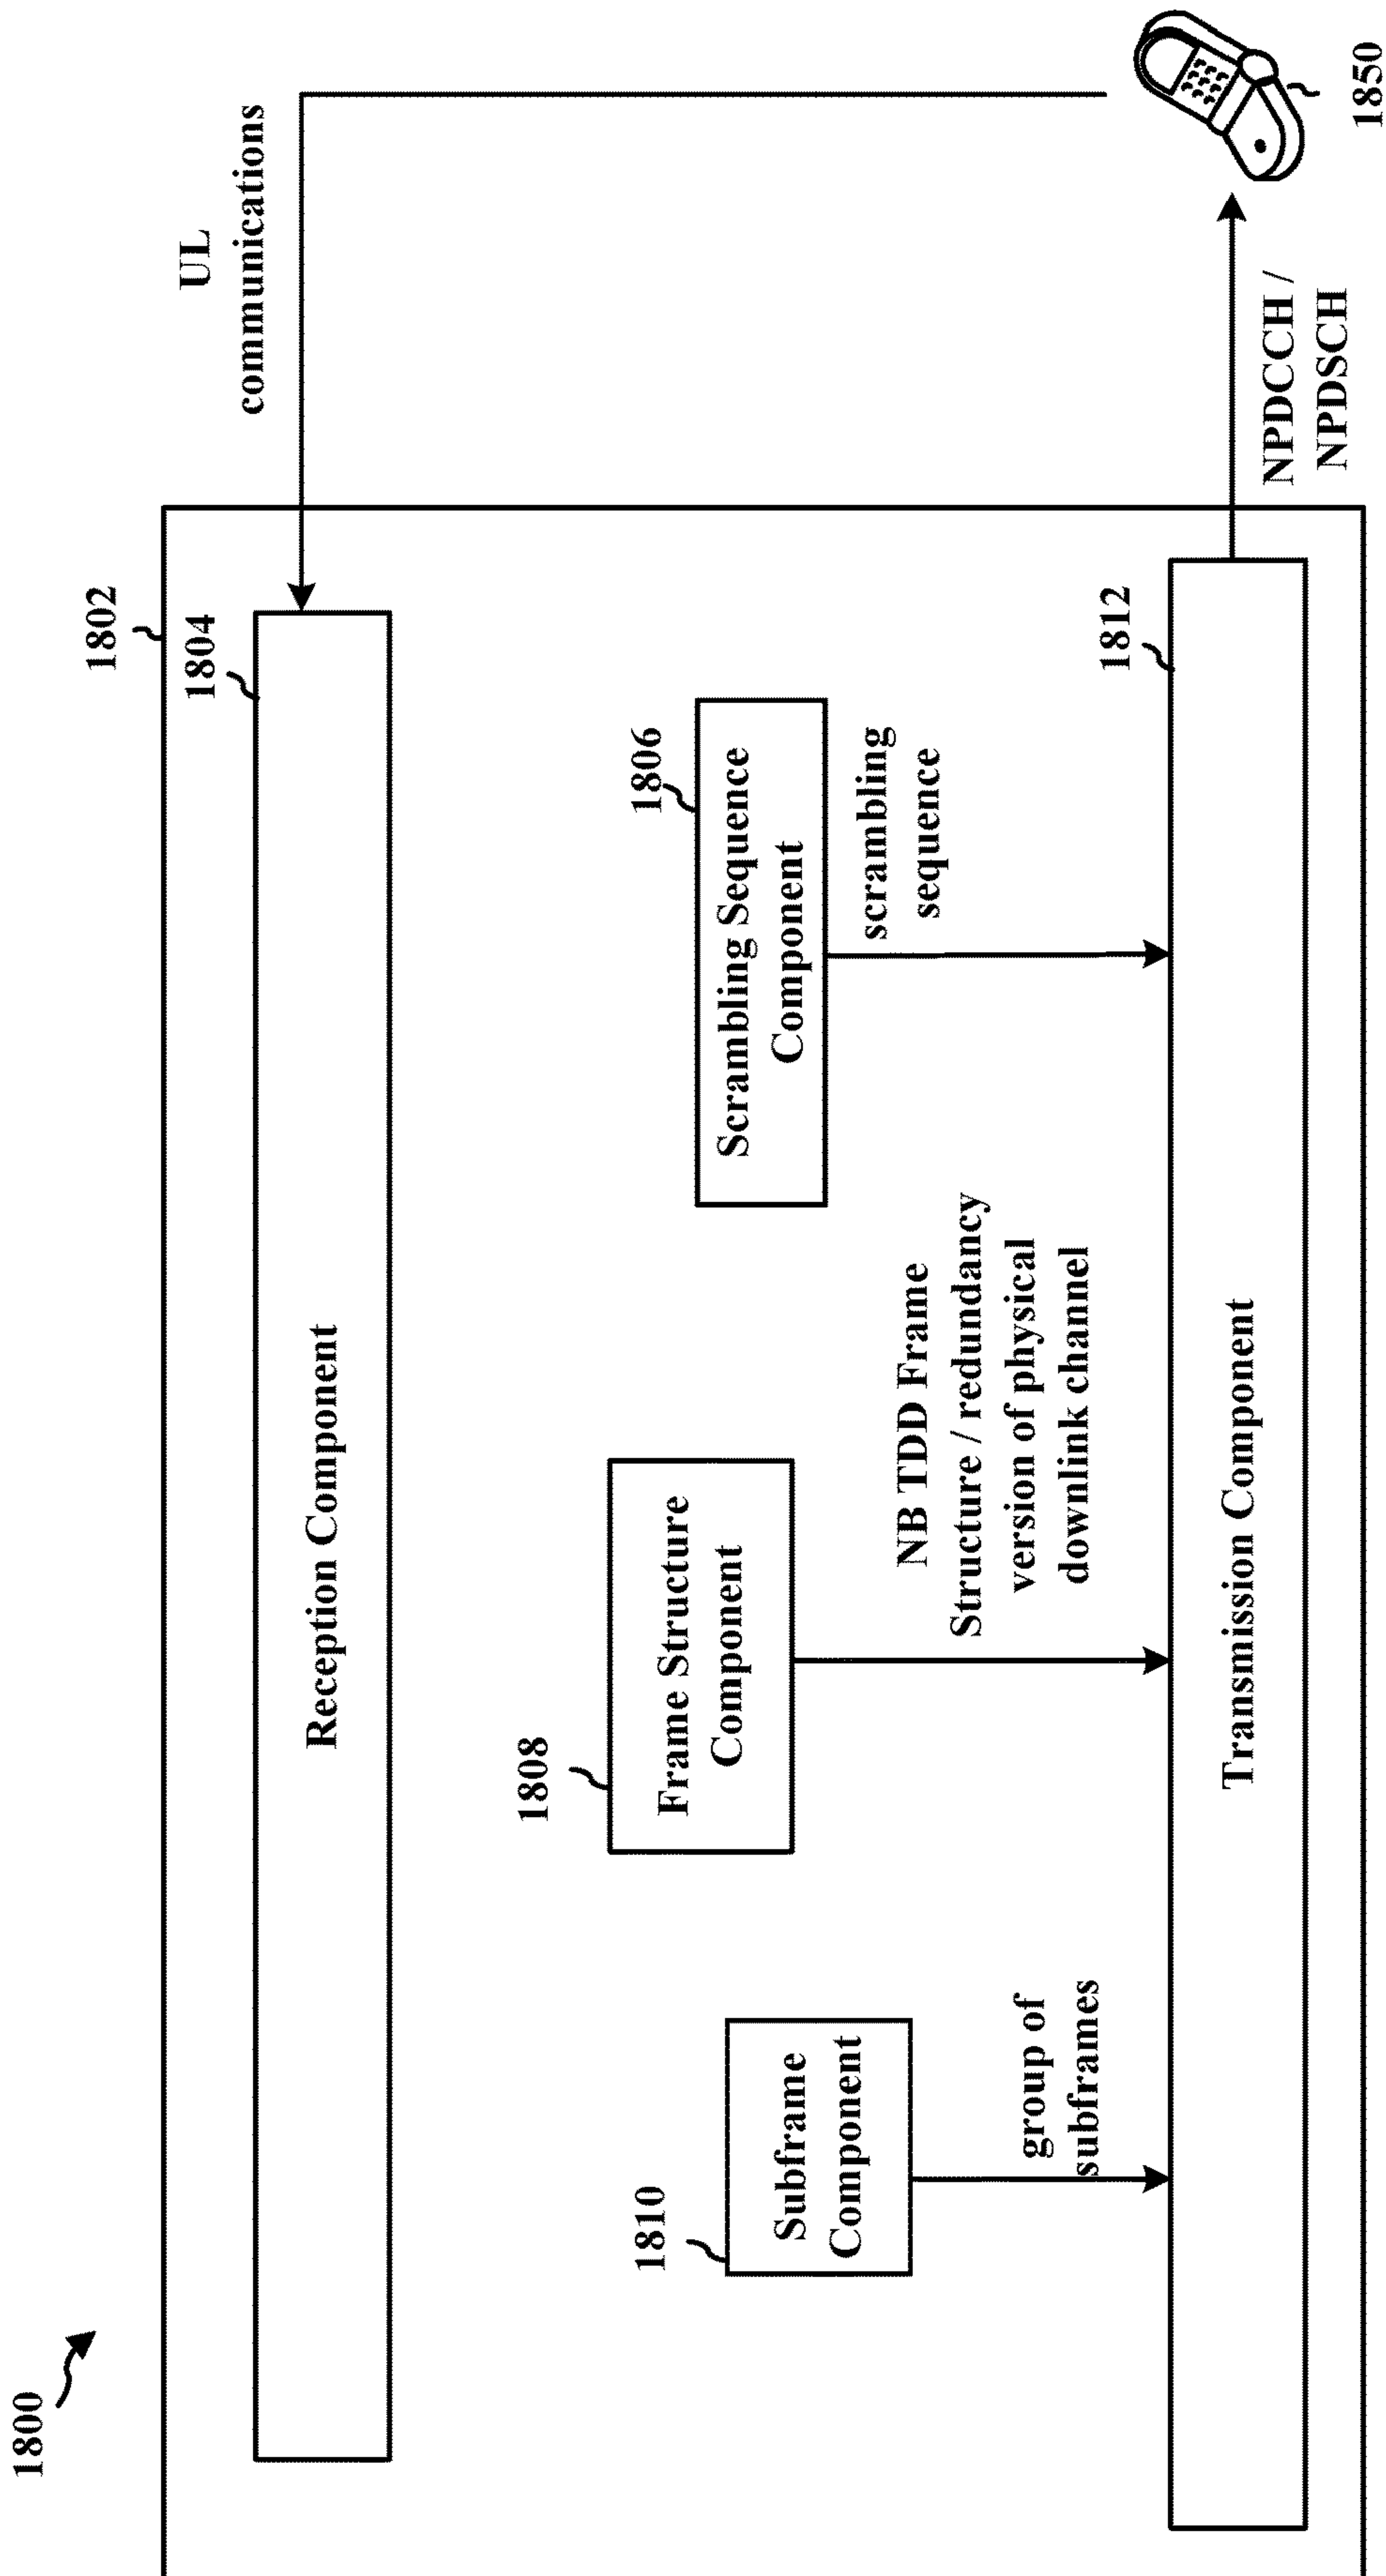 1800
1802
UL
communications
1804
Reception Component
1806
Scrambling Sequence
Component
scrambling
sequence
1808
Frame Structure
Component
NB TDD Frame
Structure / redundancy
version of physical
downlink channel
1810
Subframe
Component
group of
subframes
1812
Transmission Component
NPDCCH /
NPDSCH
1850